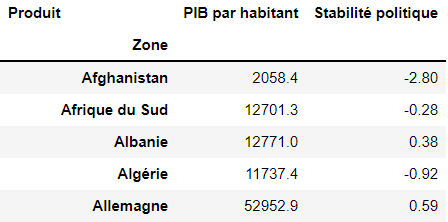 Produit PIB par habitant Stabilité politique
Zone
Afghanistan 2058.4 -2.80
Afrique du Sud 12701.3 -0.28
Albanie 12771.0 0.38
Algérie 11737.4 -0.92
Allemagne 52952.9 0.59